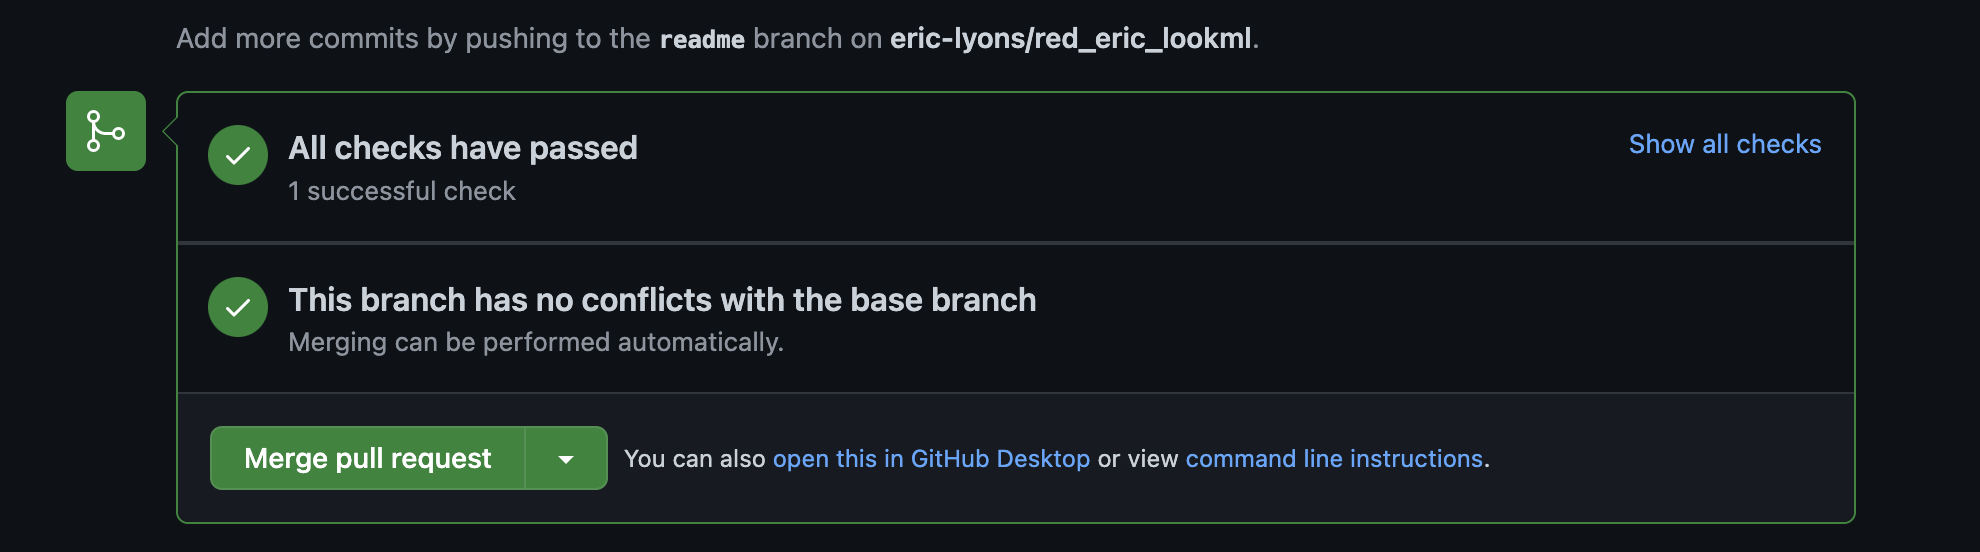 Add more commits by pushing to the readme branch on eric-lyons/red_eric_lookml.
All checks have passed
Show all checks
1 successful check
This branch has no conflicts with the base branch
Merging can be performed automatically.
Merge pull request
You can also open this in GitHub Desktop or view command line instructions.